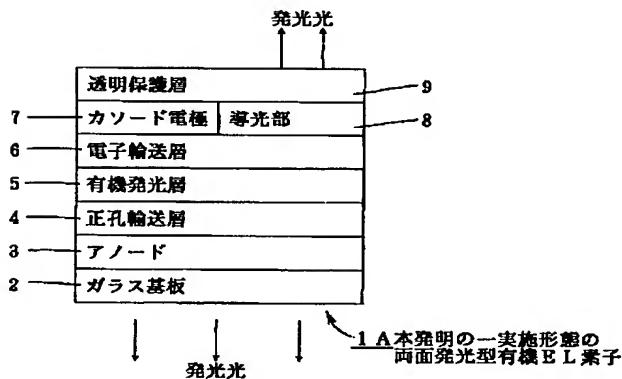 発光光
透明保護層 9
7 カソード電極 導光部 8
6 電子輸送層
5 有機発光層
4 正孔輸送層
3 アノード
2 ガラス基板
発光光
1A本発明の一実施形態の
両面発光型有機EL素子